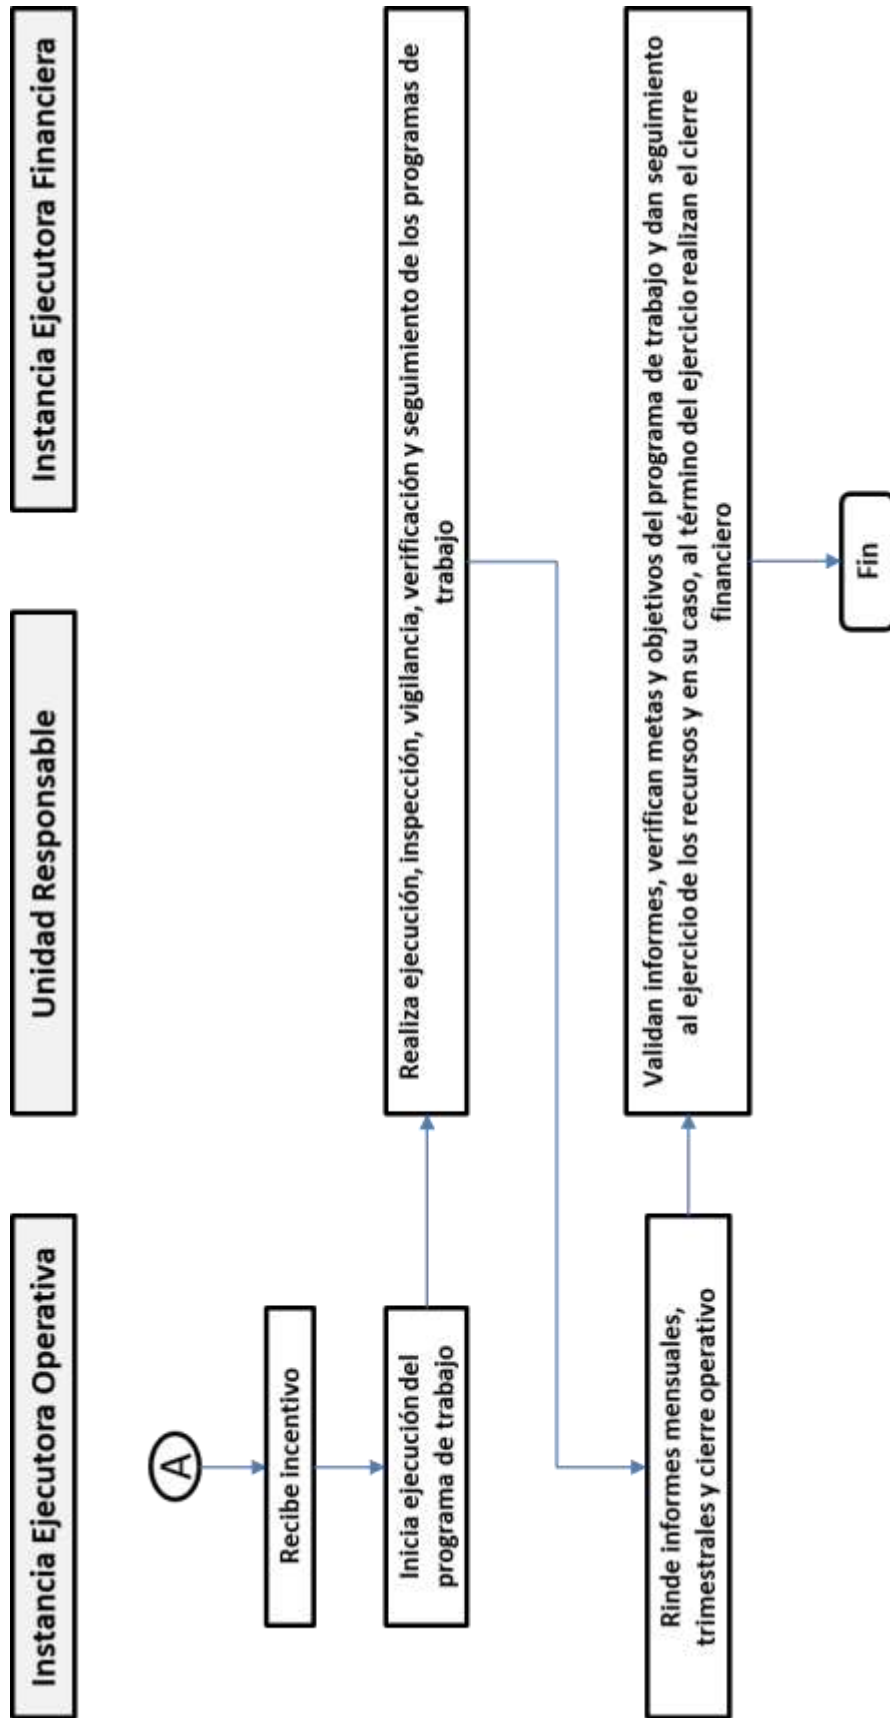 Instancia Ejecutora Operativa
Unidad Responsable
Instancia Ejecutora Financiera
A
Recibe incentivo
Inicia ejecución del
programa de trabajo
Realiza ejecución, inspección, vigilancia, verificación y seguimiento de los programas de
trabajo
Rinde informes mensuales,
trimestrales y cierre operativo
Validan informes, verifican metas y objetivos del programa de trabajo y dan seguimiento
al ejercicio de los recursos y en su caso, al término del ejercicio realizan el cierre
financiero
Fin